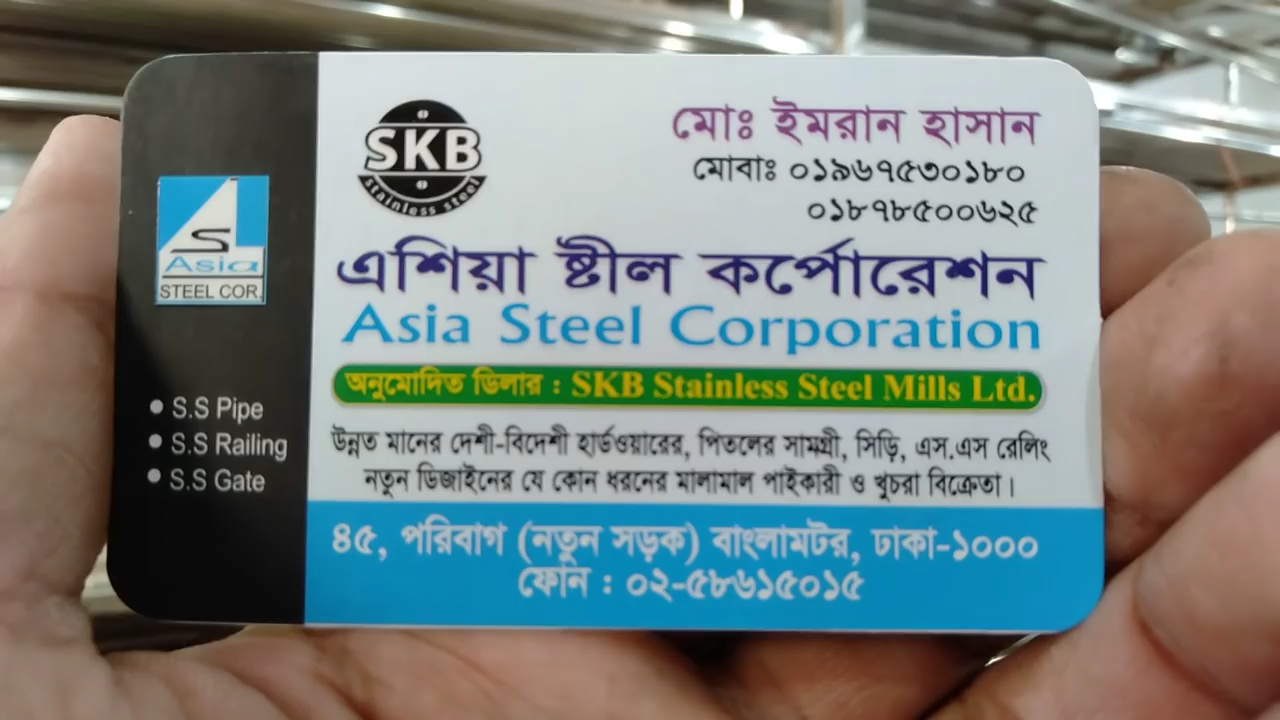 SKB
stainless steel
মোঃ ইমরান হাসান
মোবাঃ ০১৯৬৭৫৩০১৮০
০১৮৭৮৫০০৬২৫
S
Asia
STEEL COR.
এশিয়া ষ্টীল কর্পোরেশন
Asia Steel Corporation
অনুমোদিত ডিলার : SKB Stainless Steel Mills Ltd.
• S.S Pipe
• S.S Railing
• S.S Gate
উন্নত মানের দেশী-বিদেশী হার্ডওয়ারের, পিতলের সামগ্রী, সিড়ি, এস.এস রেলিং
নতুন ডিজাইনের যে কোন ধরনের মালামাল পাইকারী ও খুচরা বিক্রেতা।
৪৫, পরিবাগ (নতুন সড়ক) বাংলামটর, ঢাকা-১০০০
ফোন : ০২-৫৮৬১৫০১৫